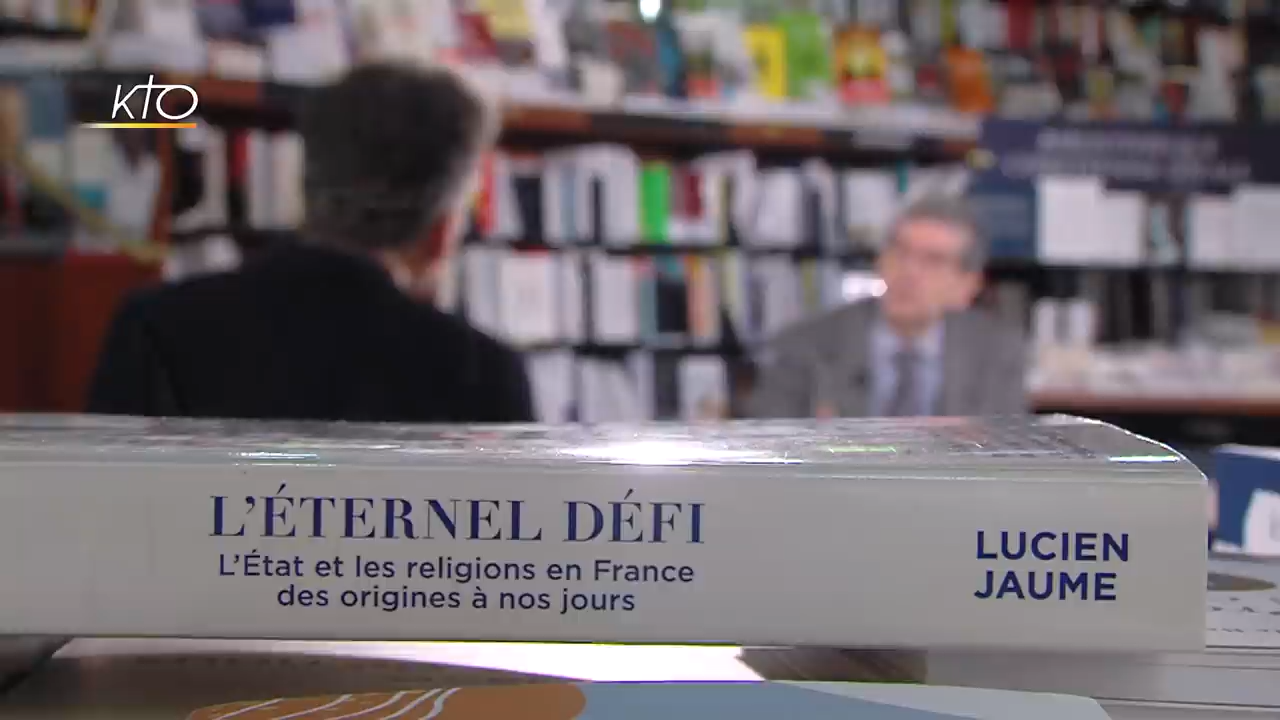 KTO
L'ÉTERNEL DÉFI
L'État et les religions en France
des origines à nos jours
LUCIEN
JAUME